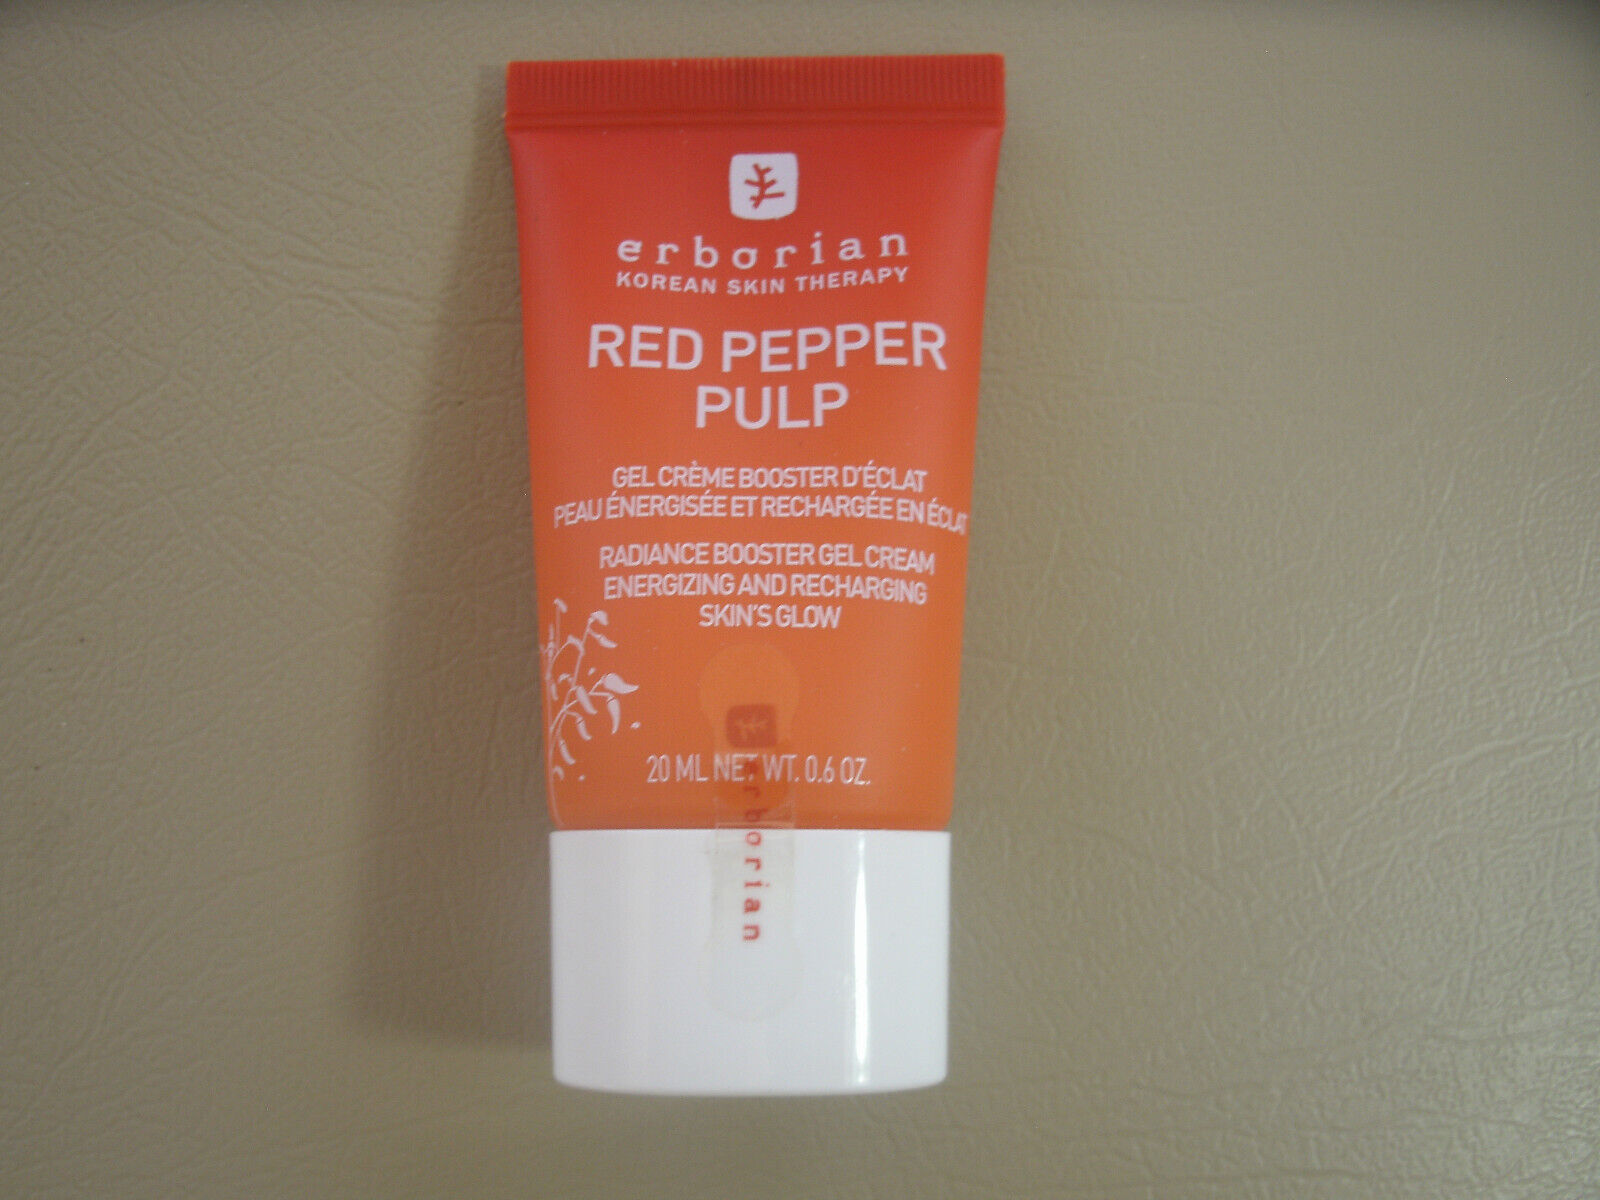 erborian
KOREAN SKIN THERAPY
RED PEPPER
PULP
GEL CRÈME BOOSTER D'ÉCLAT
PEAU ÉNERGISÉE ET RECHARGÉE EN ÉCLAT
RADIANCE BOOSTER GEL CREAM
ENERGIZING AND RECHARGING
SKIN'S GLOW
20 ML NET WT. 0.6 OZ.
erborian